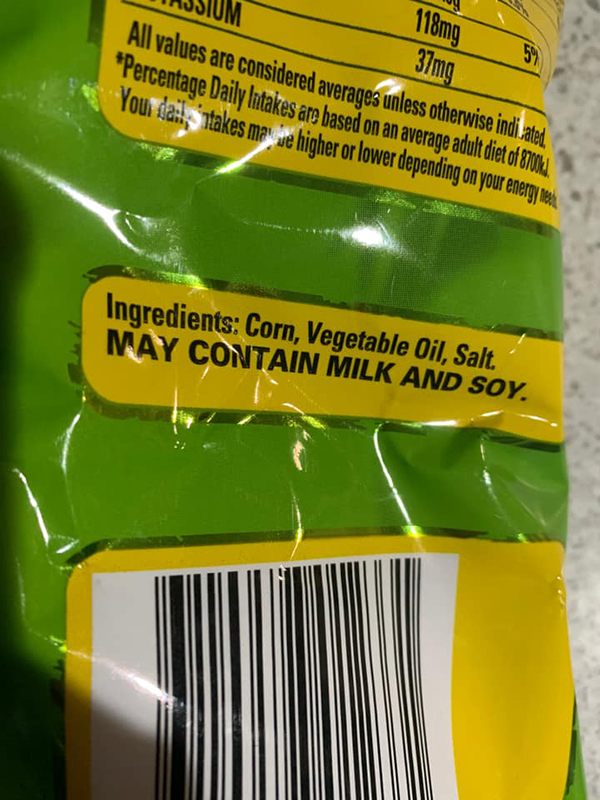 118mg 5%
37mg
All values are considered averages unless otherwise indicated.
*Percentage Daily Intakes are based on an average adult diet of 8700kJ.
Your daily intakes may be higher or lower depending on your energy needs
Ingredients: Corn, Vegetable Oil, Salt.
MAY CONTAIN MILK AND SOY.